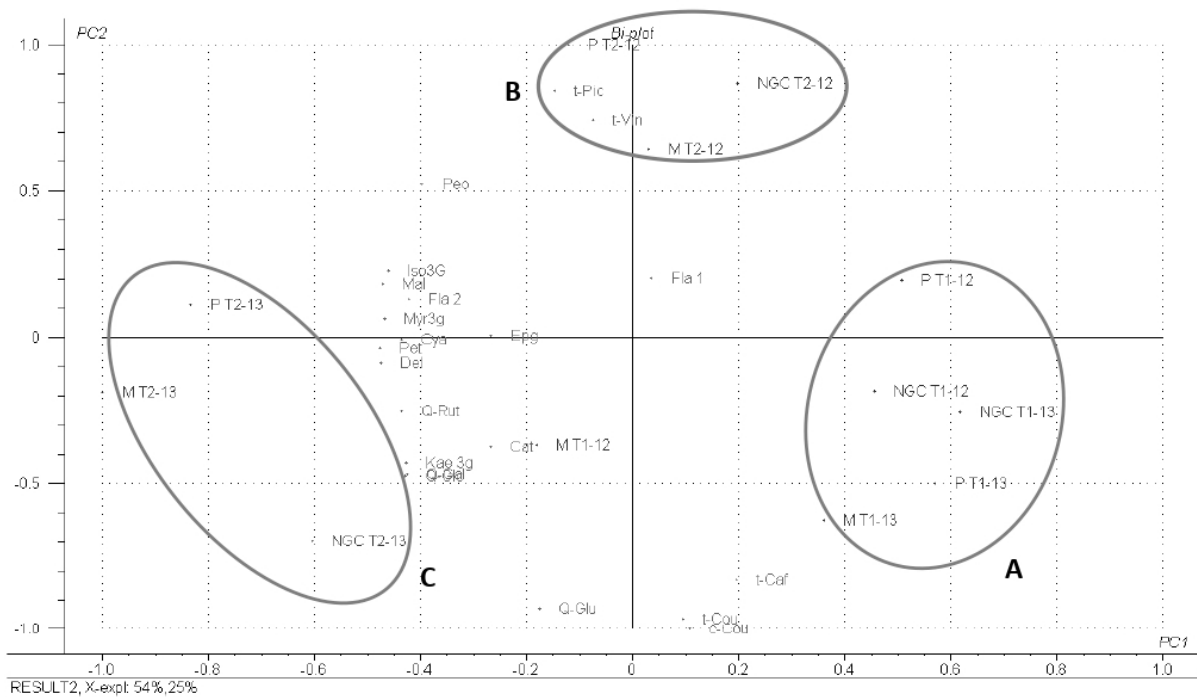 PC2
Bi-plot
1.0
P T2-12
NGC T2-12
B
t-Pic
t-Vin
M T2-12
0.5
Peo
Iso3G
Mal
Fla 2
Fla 1
P T1-12
P T2-13
Myr3g
Cya
Epg
0
Pet
Del
M T2-13
NGC T1-12
NGC T1-13
Q-Rut
Cat
M T1-12
Kae 3g
-0.5
P T1-13
M T1-13
NGC T2-13
A
C
t-Caf
Q-Glu
t-Cou
c-Cou
-1.0
PC1
-1.0 -0.8 -0.6 -0.4 -0.2 0 0.2 0.4 0.6 0.8 1.0
RESULT2, X-expl: 54%,25%